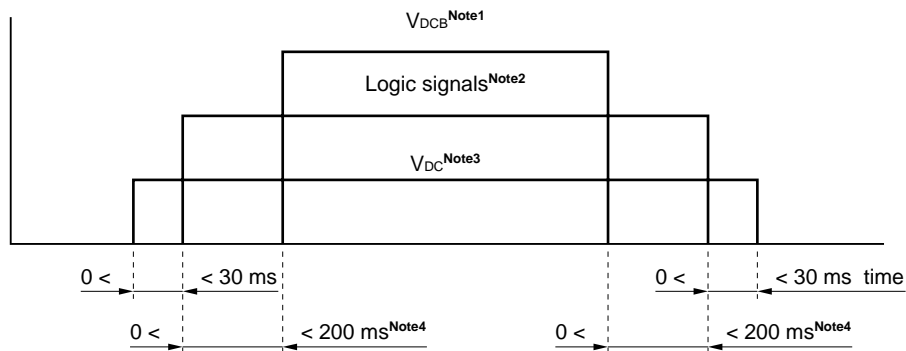 VDCBNote1
Logic signalsNote2
VDCNote3
0 < < 30 ms 0 < < 30 ms time
0 < < 200 msNote4 0 < < 200 msNote4